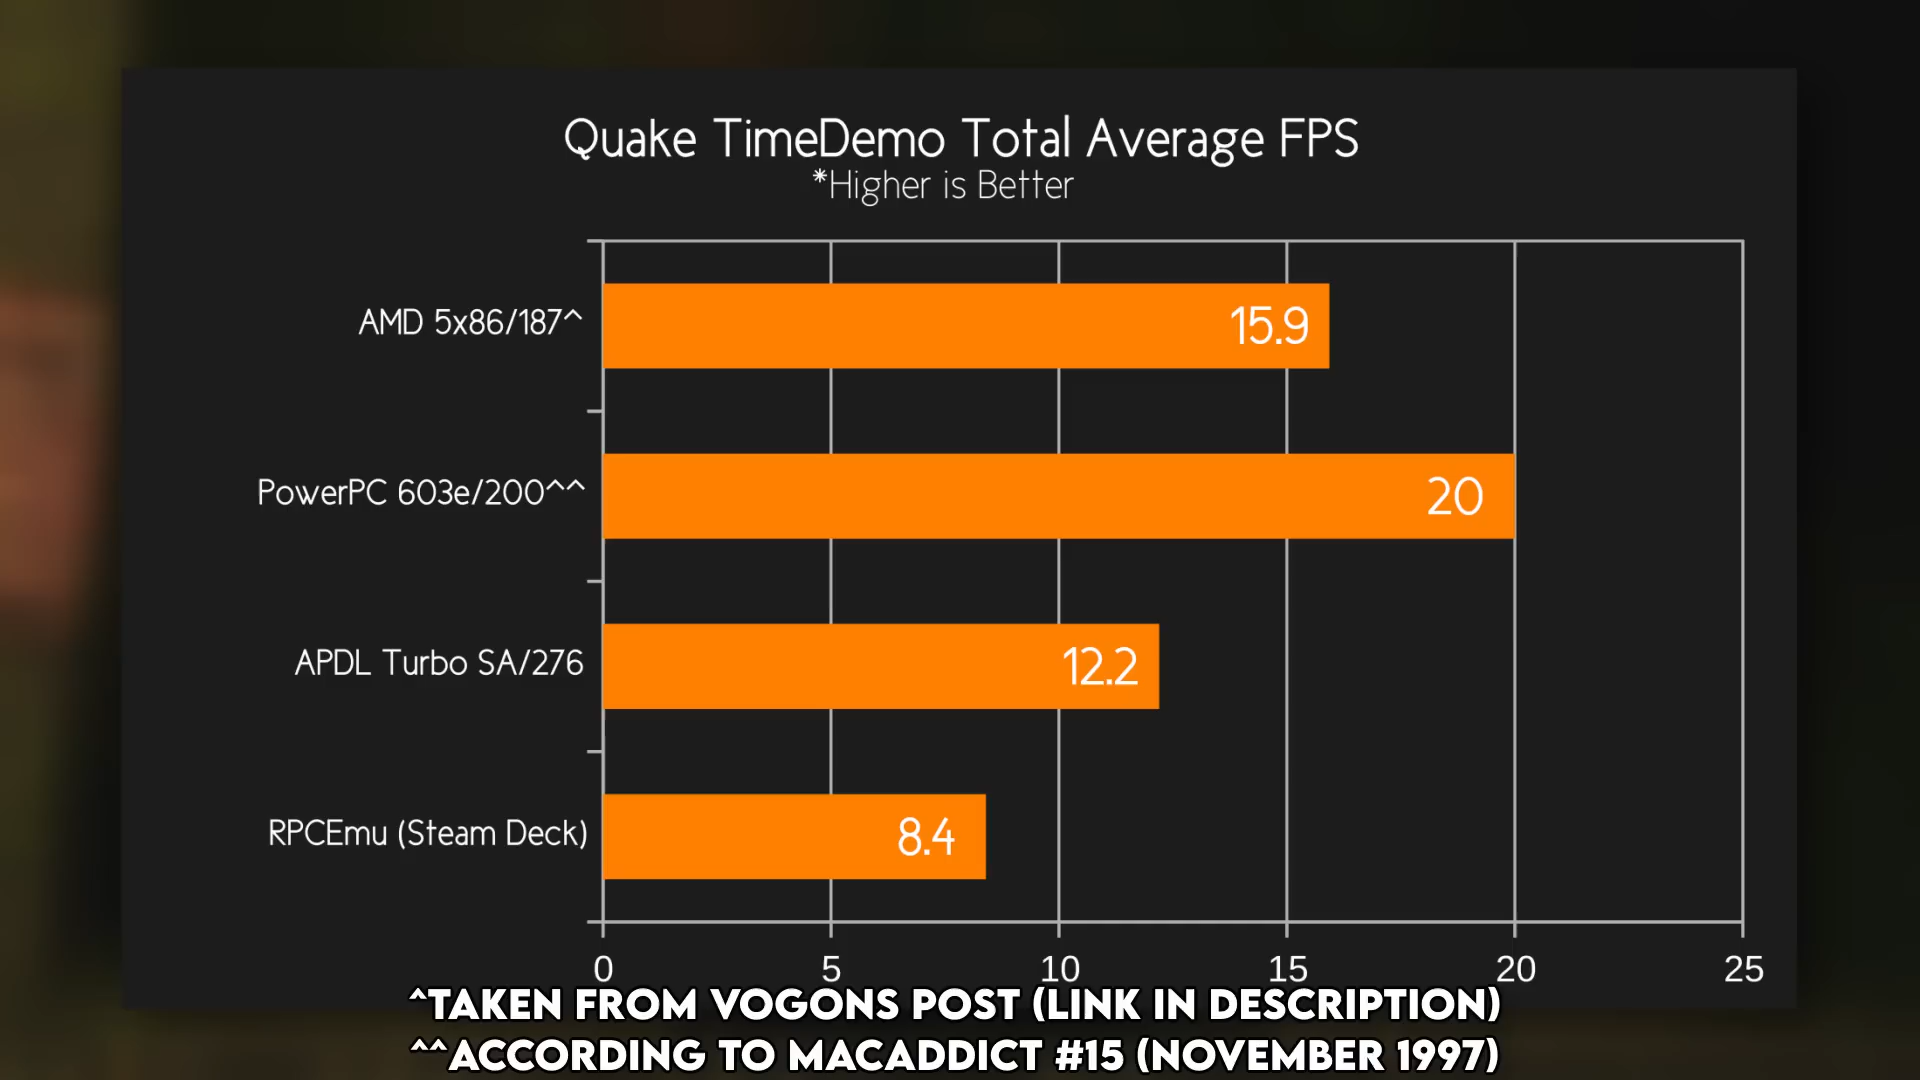 Quake TimeDemo Total Average FPS
*Higher is Better
AMD 5x86/187^
15.9
PowerPC 603e/200^^
20
APDL Turbo SA/276
12.2
RPCEmu (Steam Deck)
8.4
0 5 10 15 20 25
^TAKEN FROM VOGONS POST (LINK IN DESCRIPTION)
^^ACCORDING TO MACADDICT #15 (NOVEMBER 1997)